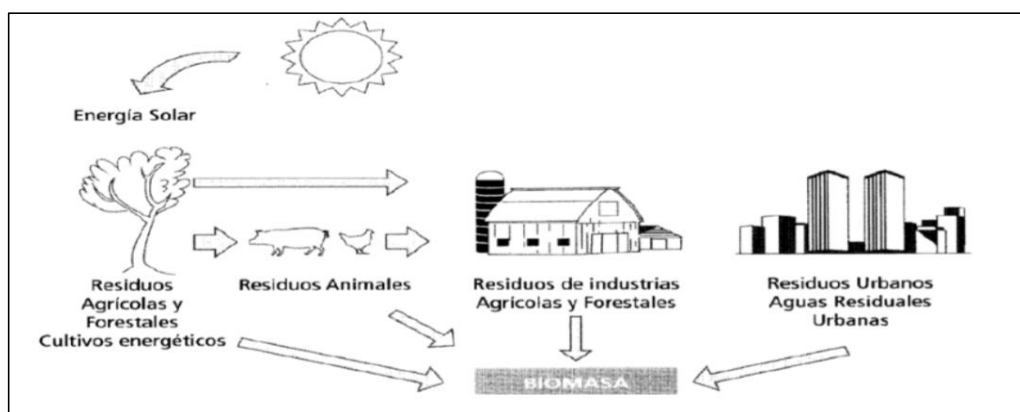 Energía Solar
Residuos
Agrícolas y
Forestales
Cultivos energéticos
Residuos Animales
Residuos de industrias
Agrícolas y Forestales
Residuos Urbanos
Aguas Residuales
Urbanas
BIOMASA